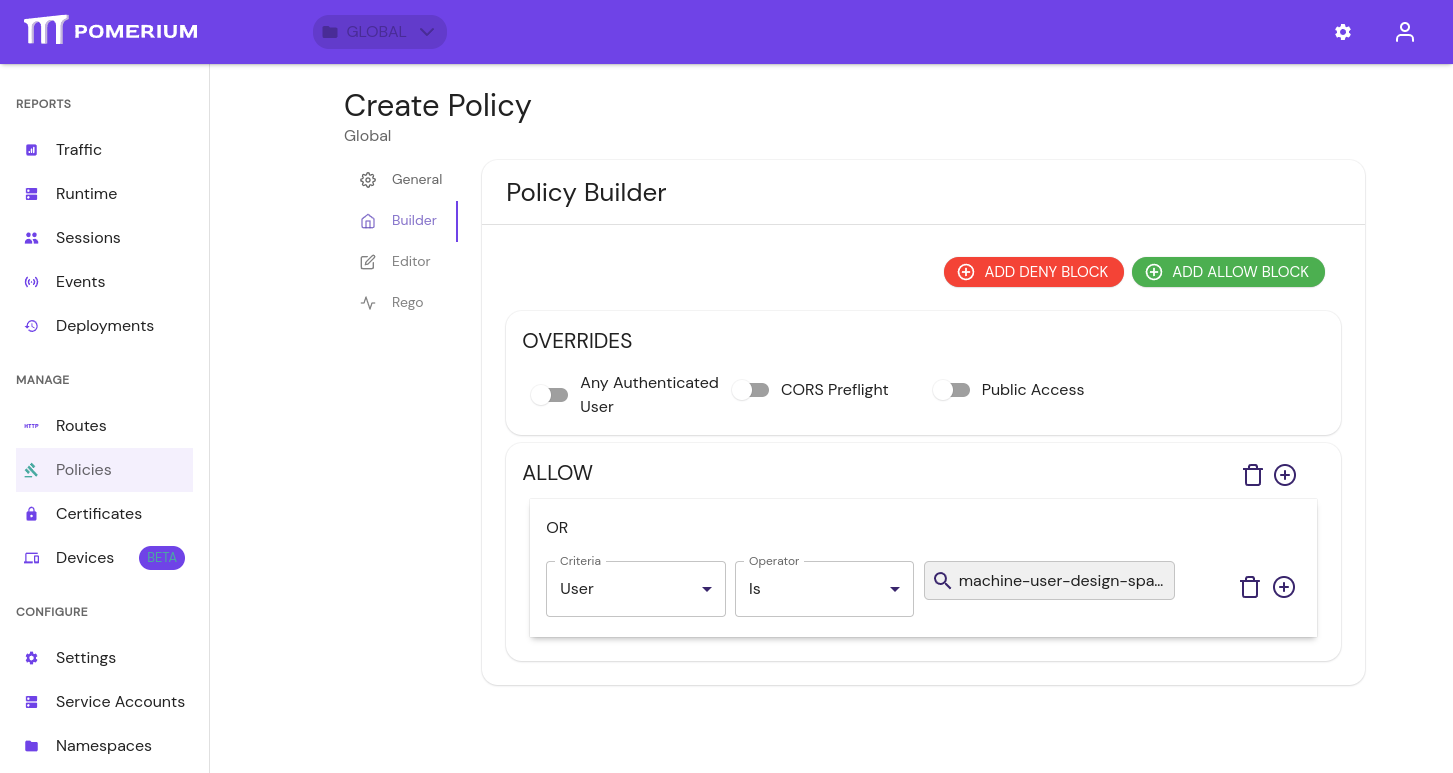 POMERIUM
GLOBAL
REPORTS
Traffic
Runtime
Sessions
Events
Deployments
MANAGE
HTTP Routes
Policies
Certificates
Devices BETA
CONFIGURE
Settings
Service Accounts
Namespaces
Create Policy
Global
General
Builder
Editor
Rego
Policy Builder
ADD DENY BLOCK
ADD ALLOW BLOCK
OVERRIDES
Any Authenticated
User
CORS Preflight
Public Access
ALLOW
OR
Criteria
User
Operator
Is
machine-user-design-spa...